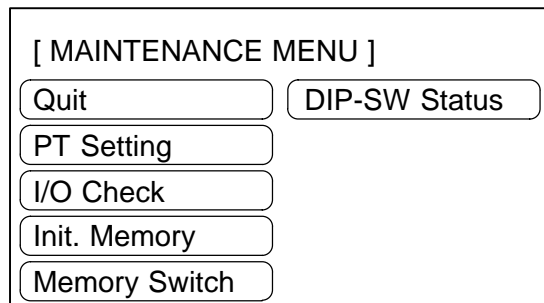 [ MAINTENANCE MENU ]
Quit
DIP-SW Status
PT Setting
I/O Check
Init. Memory
Memory Switch